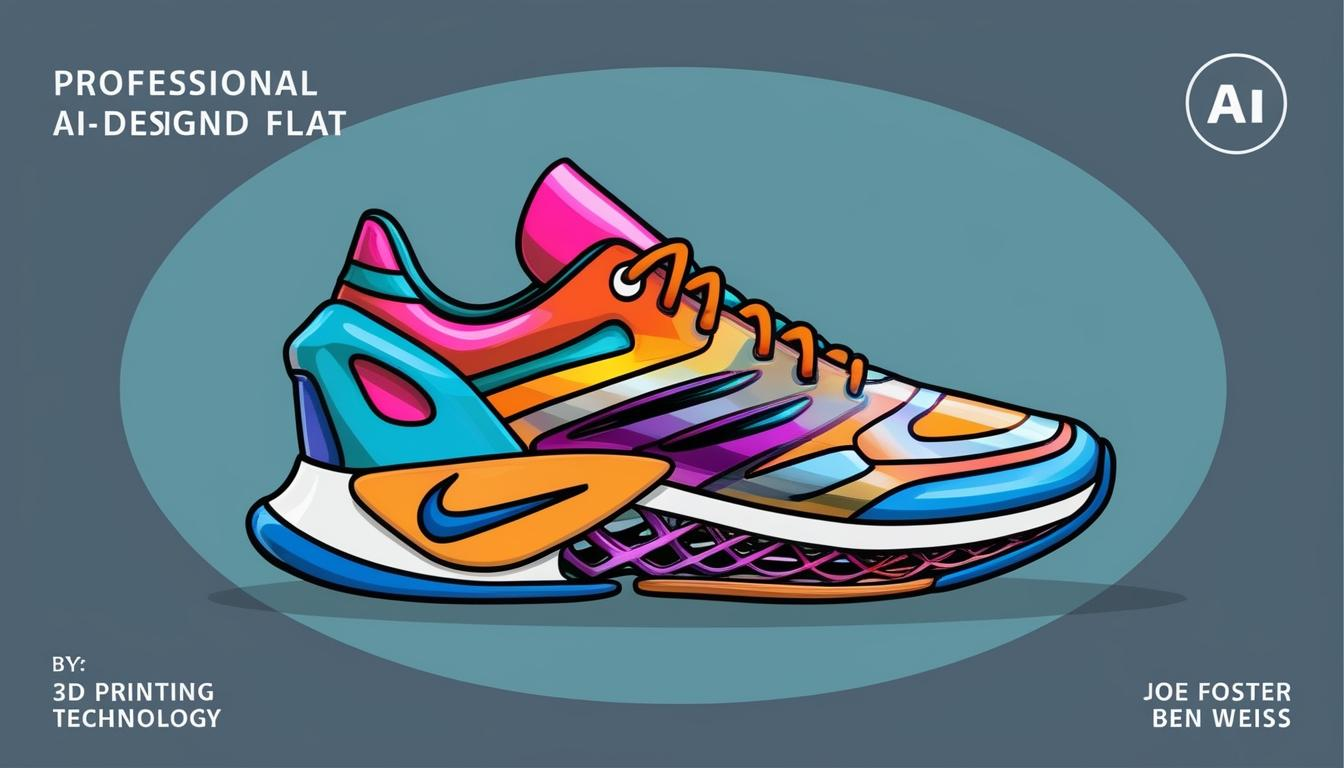 PROFESSIONAL
AI-DESIGND FLAT
AI
BY:
3D PRINTING
TECHNOLOGY
JOE FOSTER
BEN WEISS